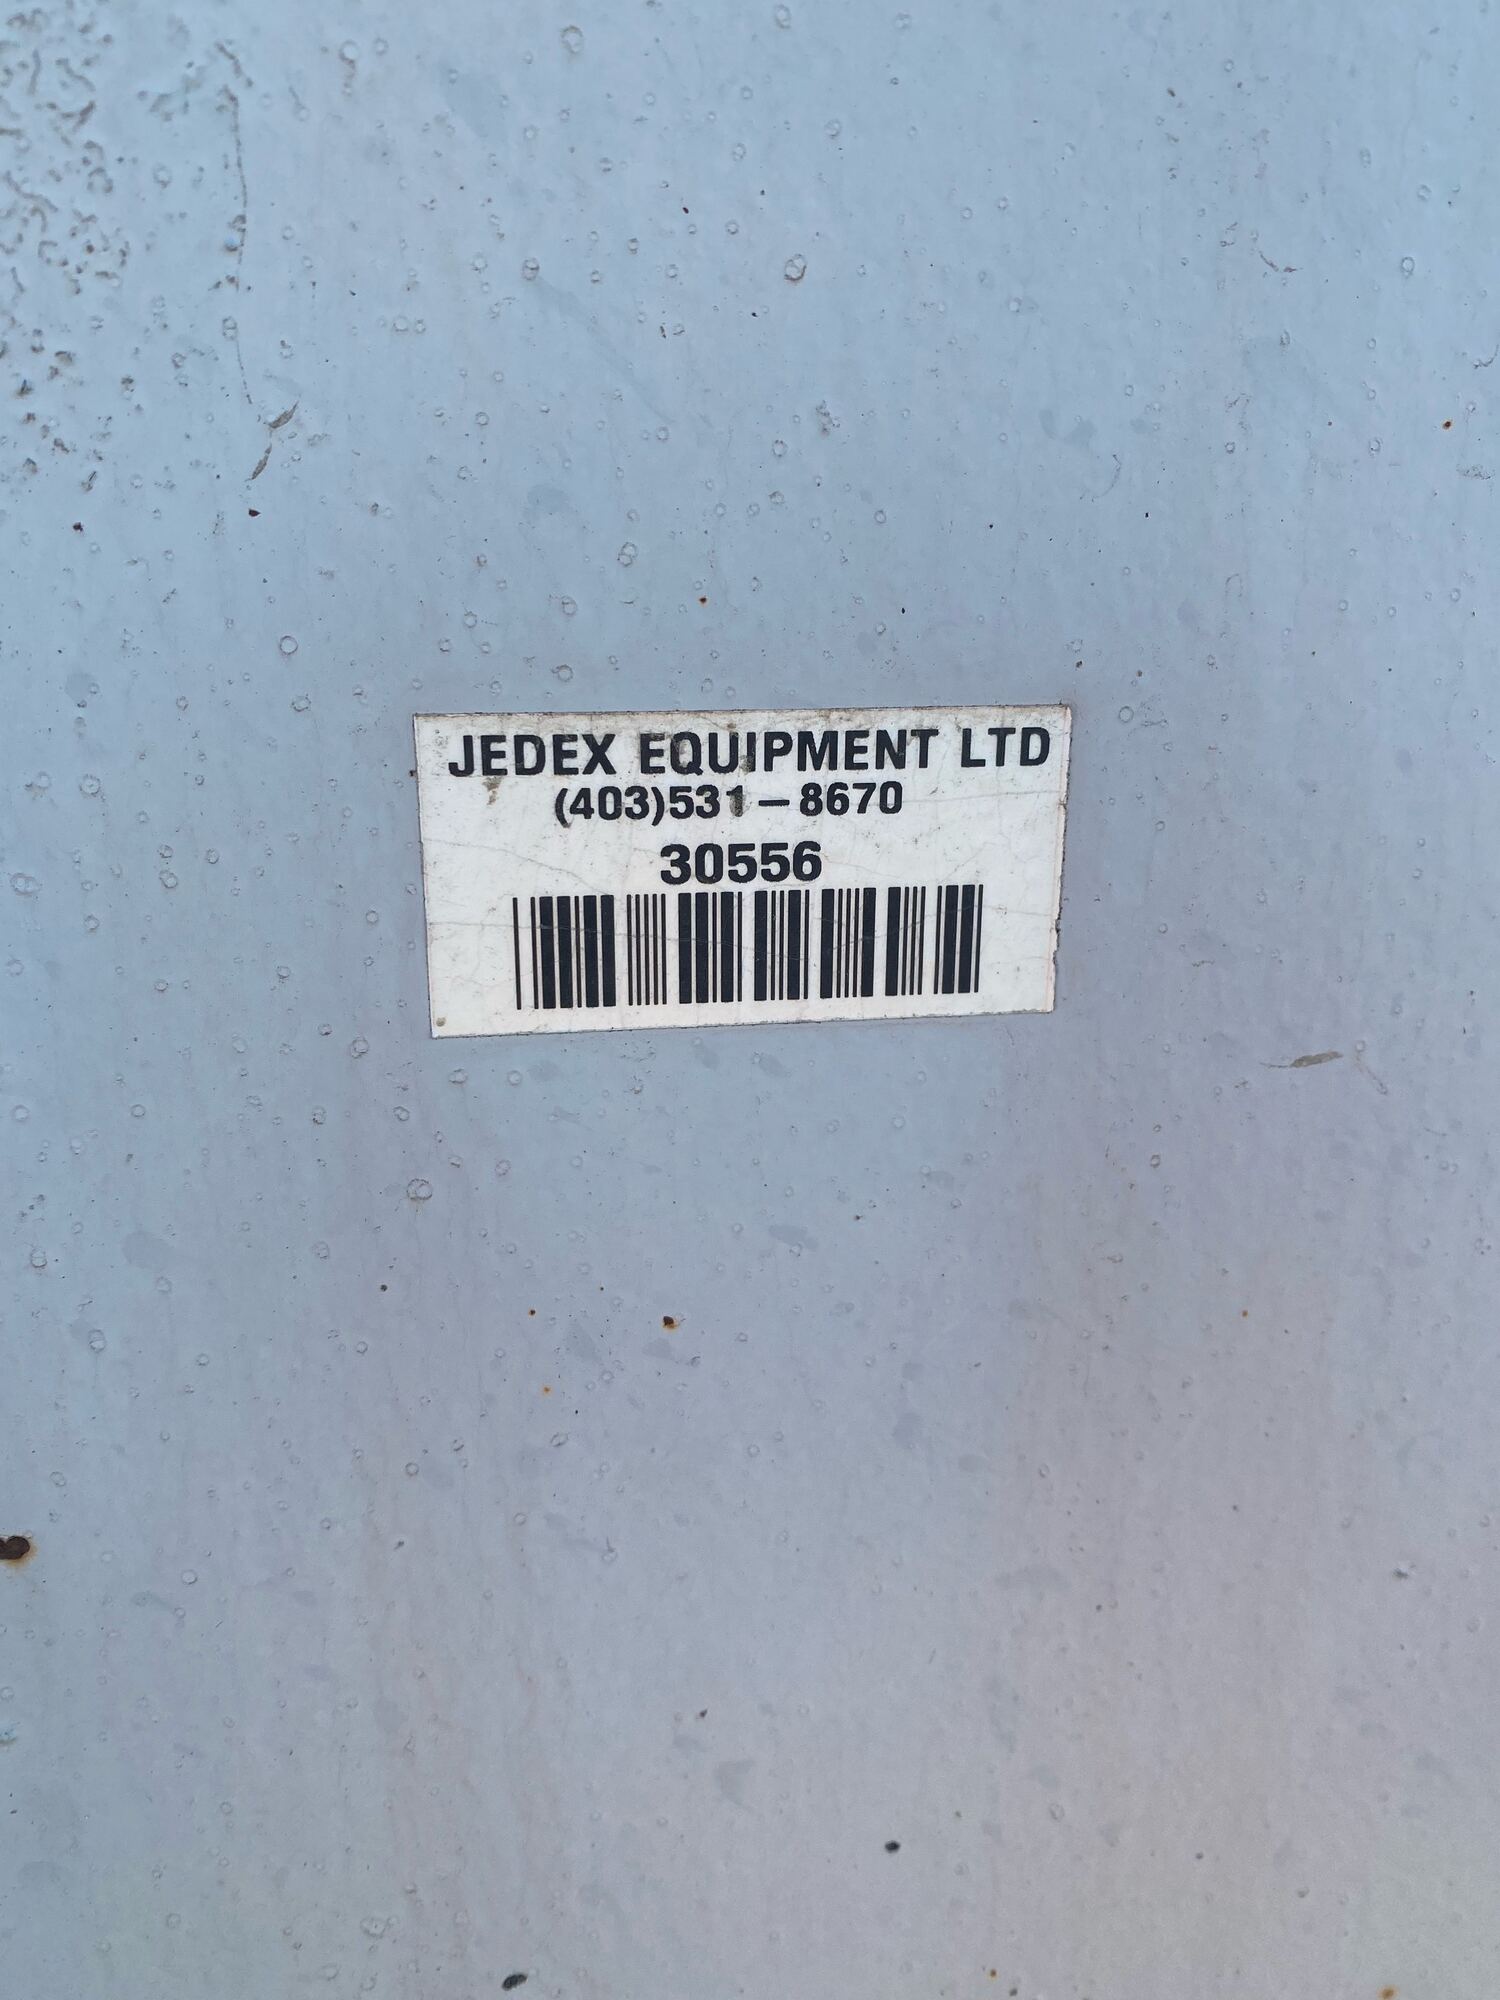 JEDEX EQUIPMENT LTD
(403)531-8670
30556